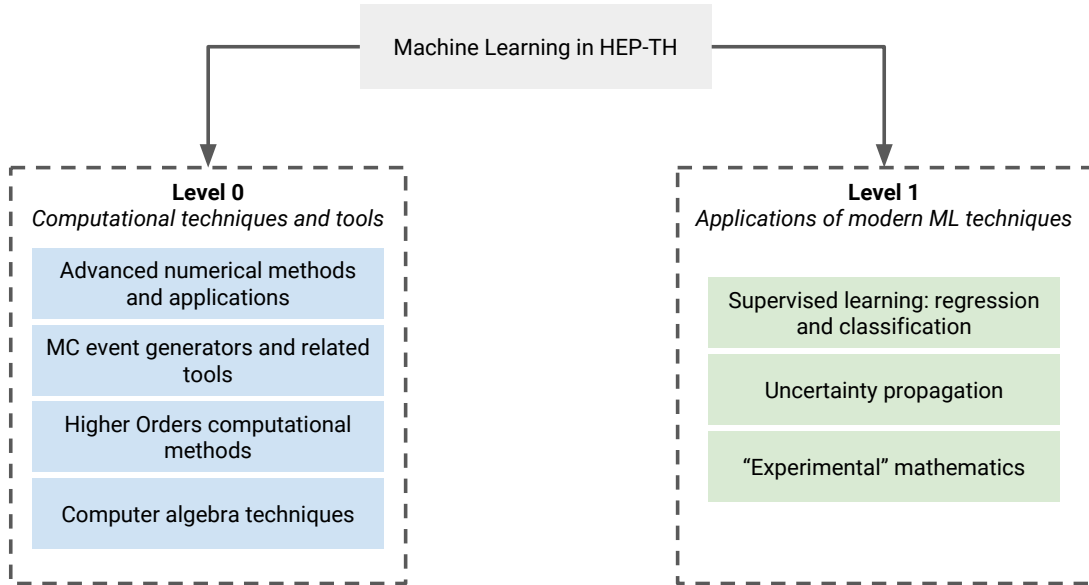 Machine Learning in HEP-TH
Level 0
Computational techniques and tools
Advanced numerical methods
and applications
MC event generators and related
tools
Higher Orders computational
methods
Computer algebra techniques
Level 1
Applications of modern ML techniques
Supervised learning: regression
and classification
Uncertainty propagation
“Experimental” mathematics